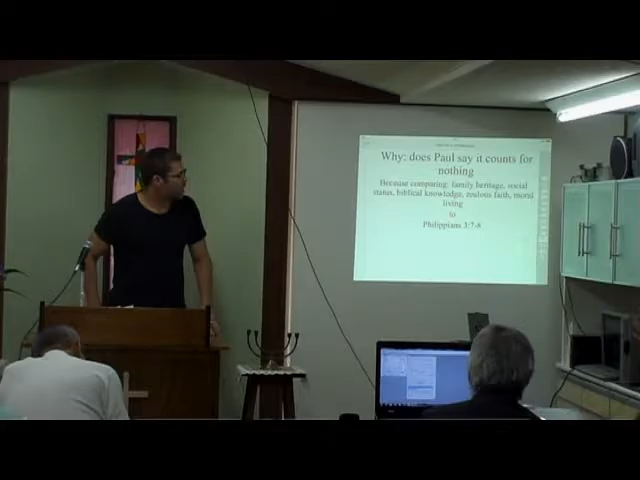 Why: does Paul say it counts for
nothing
Because comparing: family heritage, social
status, biblical knowledge, zealous faith, moral
living
to
Philippians 3:7-8